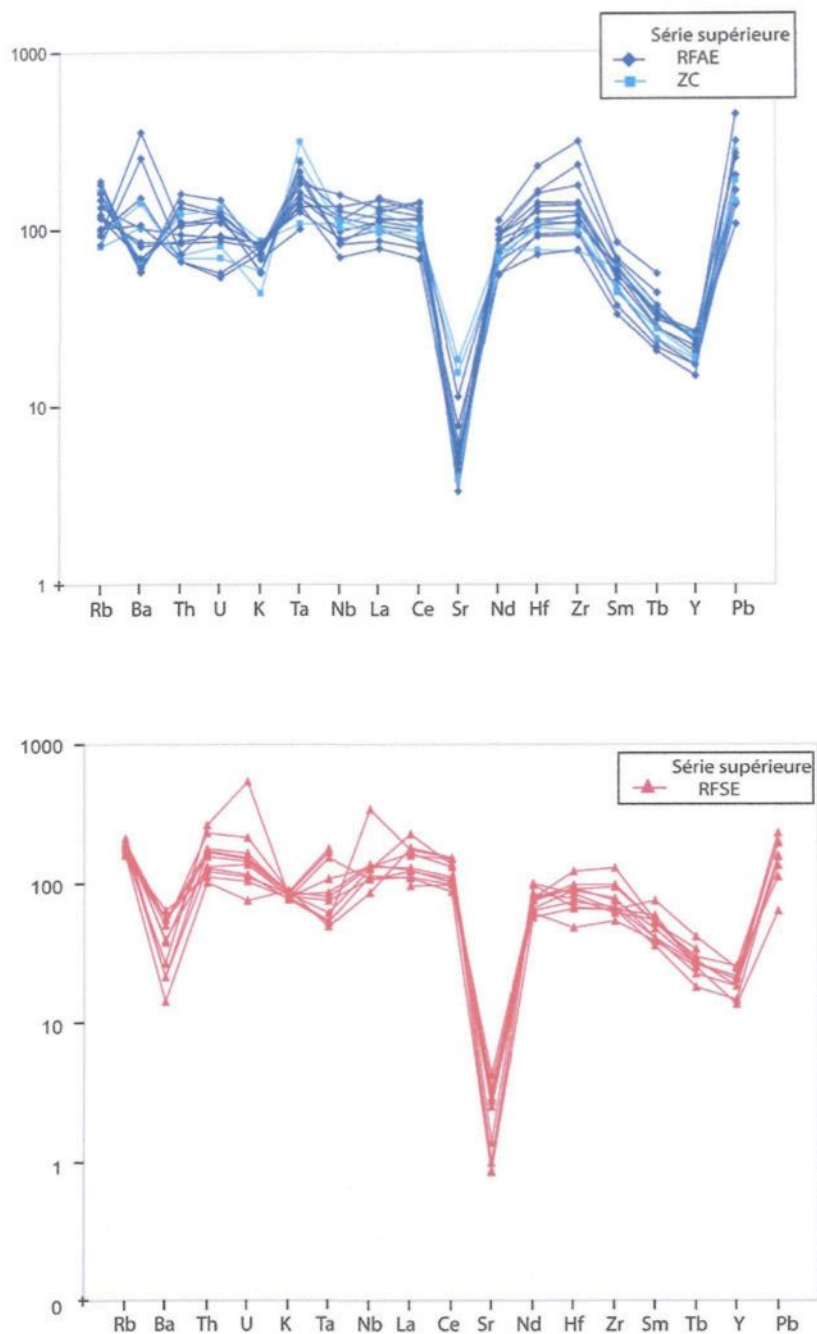 Série supérieure
RFAE
ZC
1000
100
10
1
Rb Ba Th U K Ta Nb La Ce Sr Nd Hf Zr Sm Tb Y Pb
Série supérieure
RFSE
1000
100
10
1
0
Rb Ba Th U K Ta Nb La Ce Sr Nd Hf Zr Sm Tb Y Pb